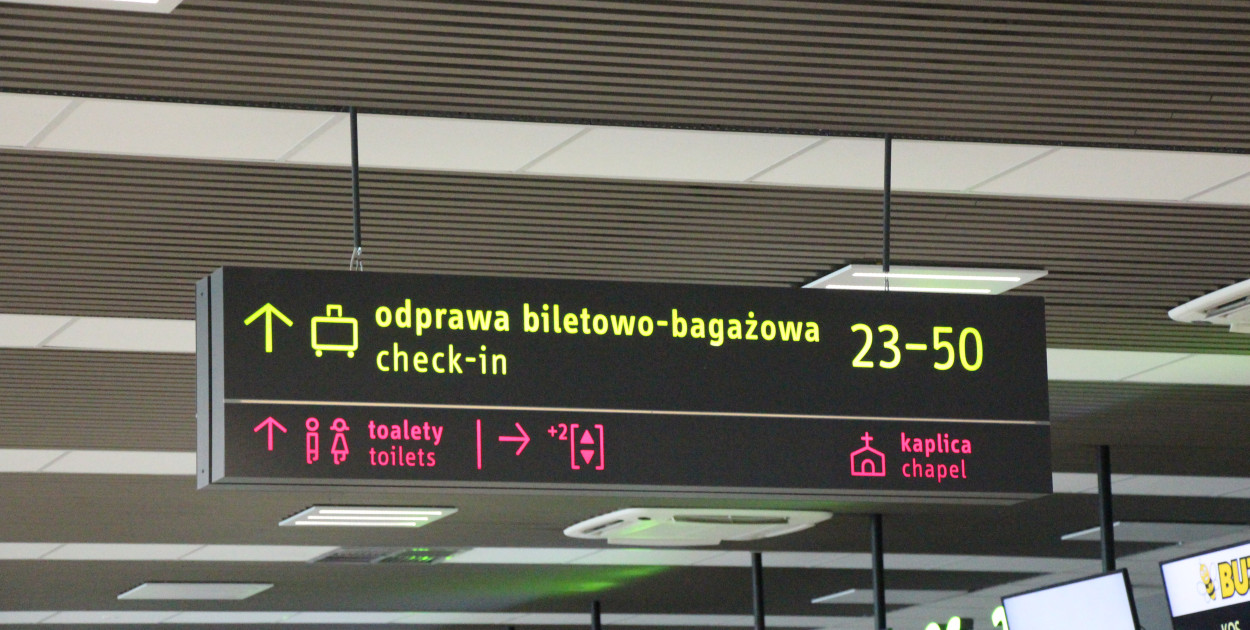 odprawa biletowo-bagażowa 23-50
check-in
toalety
toilets
+2
kaplica
chapel